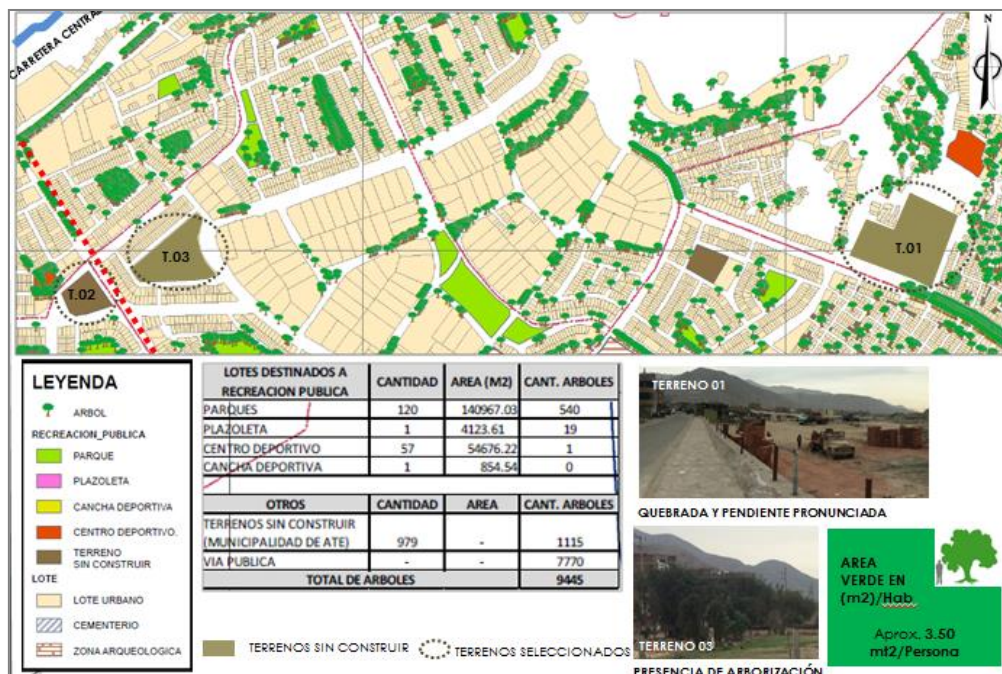 CARRETERA CENTRAL
N
T.03
T.02
T.01
LEYENDA
ARBOL
RECREACION_PUBLICA
PARQUE
PLAZOLETA
CANCHA DEPORTIVA
CENTRO DEPORTIVO.
TERRENO
SIN CONSTRUIR
LOTE
LOTE URBANO
CEMENTERIO
ZONA ARQUEOLOGICA
LOTES DESTINADOS A RECREACION PUBLICA CANTIDAD AREA (M2) CANT. ARBOLES
PARQUES 120 140967.03 540
PLAZOLETA 1 4123.61 19
CENTRO DEPORTIVO 57 54676.22 1
CANCHA DEPORTIVA 1 854.54 0
OTROS CANTIDAD AREA CANT. ARBOLES
TERRENOS SIN CONSTRUIR
(MUNICIPALIDAD DE ATE) 979 - 1115
VIA PUBLICA - - 7770
TOTAL DE ARBOLES 9445
TERRENOS SIN CONSTRUIR
TERRENOS SELECCIONADOS
TERRENO 01
QUEBRADA Y PENDIENTE PRONUNCIADA
TERRENO 03
PRESENCIA DE ARBORIZACIÓN
AREA
VERDE EN
(m2)/Hab
Aprox. 3.50
mt2/Persona